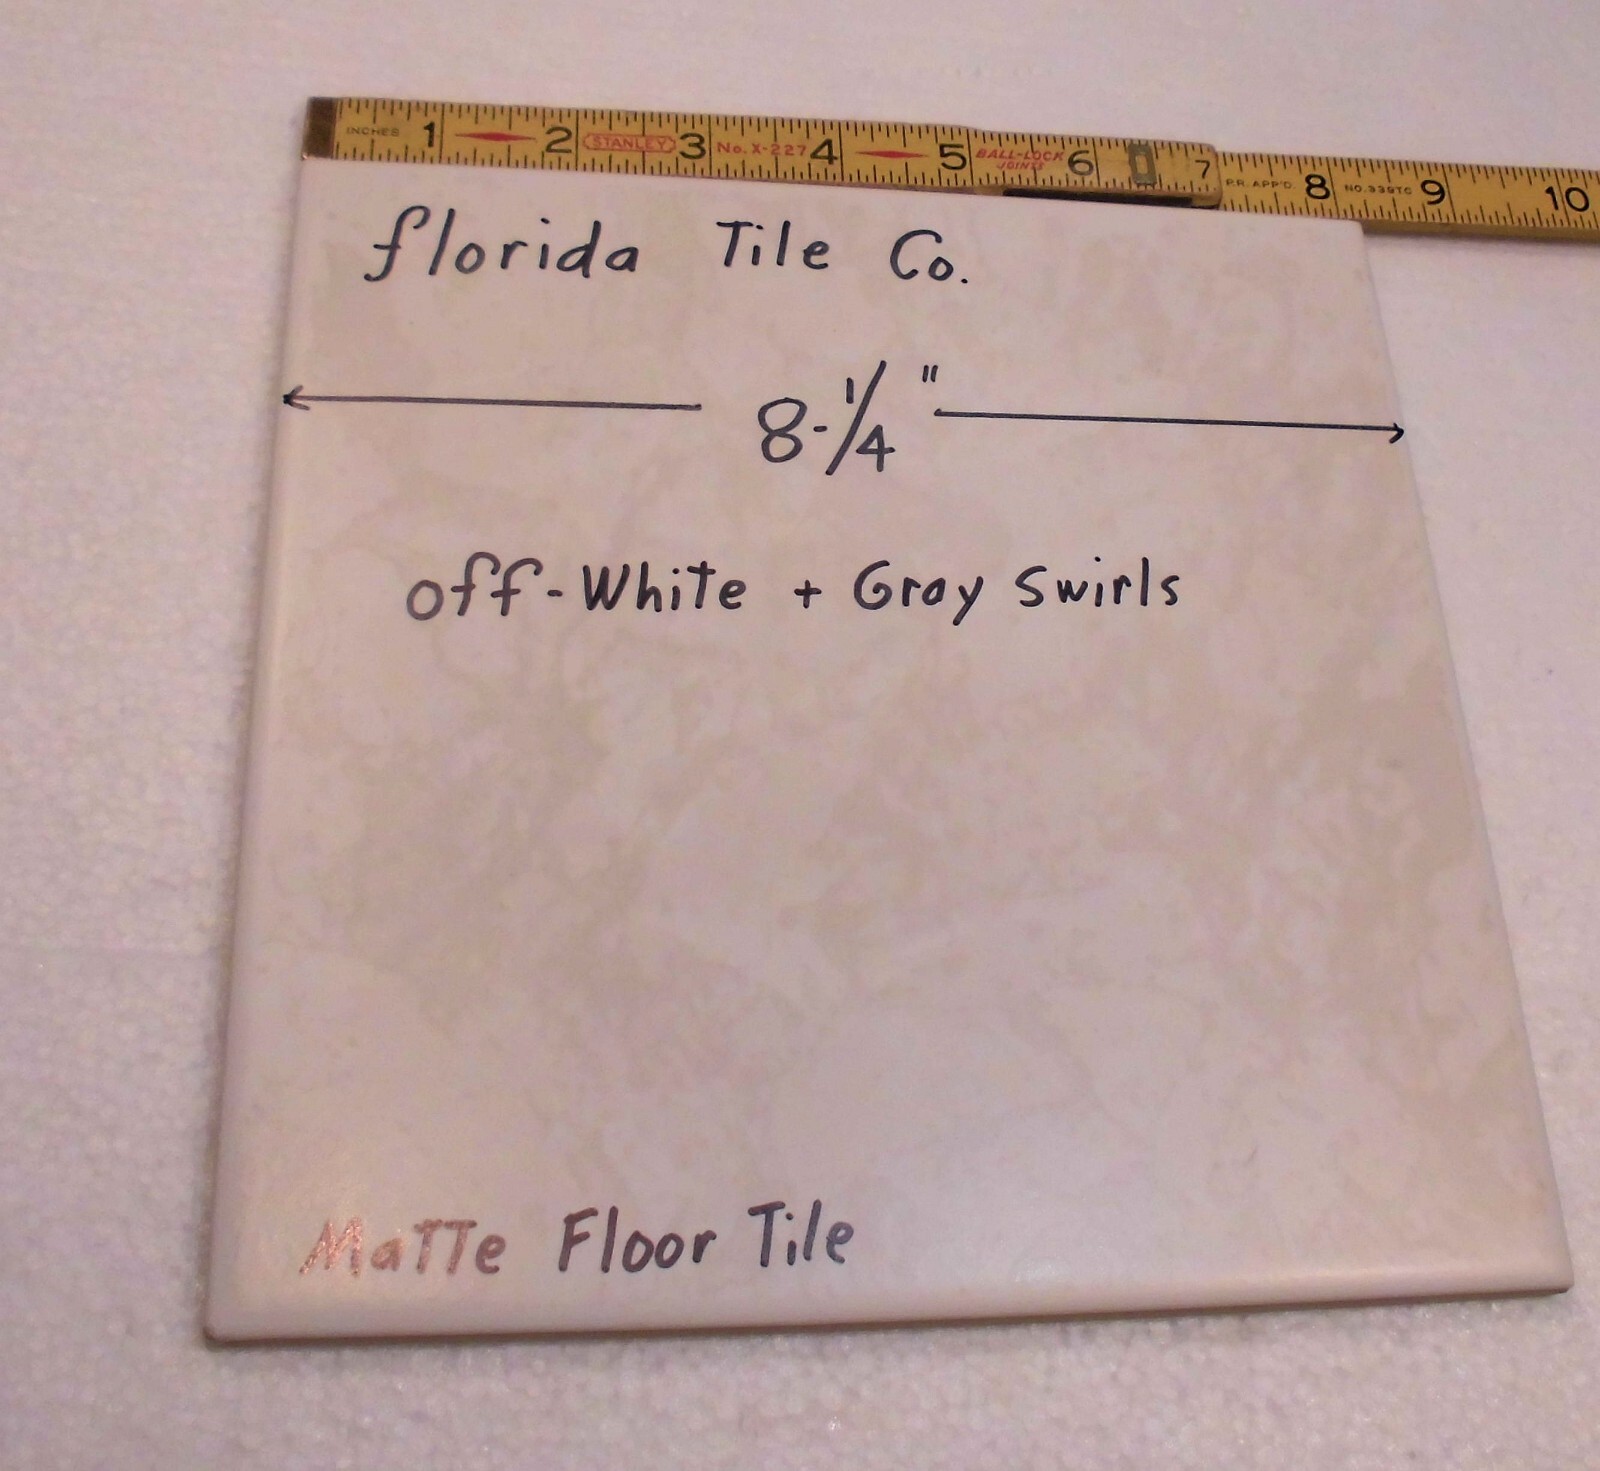 INCHES 1 2 STANLEY 3 No. X-227 4 5 BALL-LOCK JOINTS 6 7 P.R. APP'D. 8 NO. 9 10
florida Tile Co.
8-1/4"
off-White + Gray Swirls
MaTTe Floor Tile